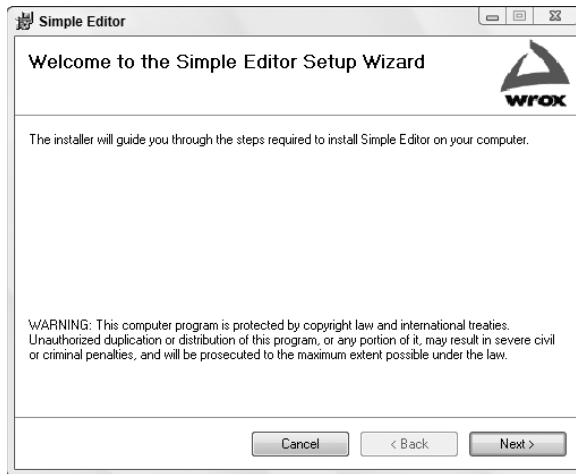 Simple Editor
Welcome to the Simple Editor Setup Wizard
wrox
The installer will guide you through the steps required to install Simple Editor on your computer.
WARNING: This computer program is protected by copyright law and international treaties.
Unauthorized duplication or distribution of this program, or any portion of it, may result in severe civil
or criminal penalties, and will be prosecuted to the maximum extent possible under the law.
Cancel
< Back
Next >